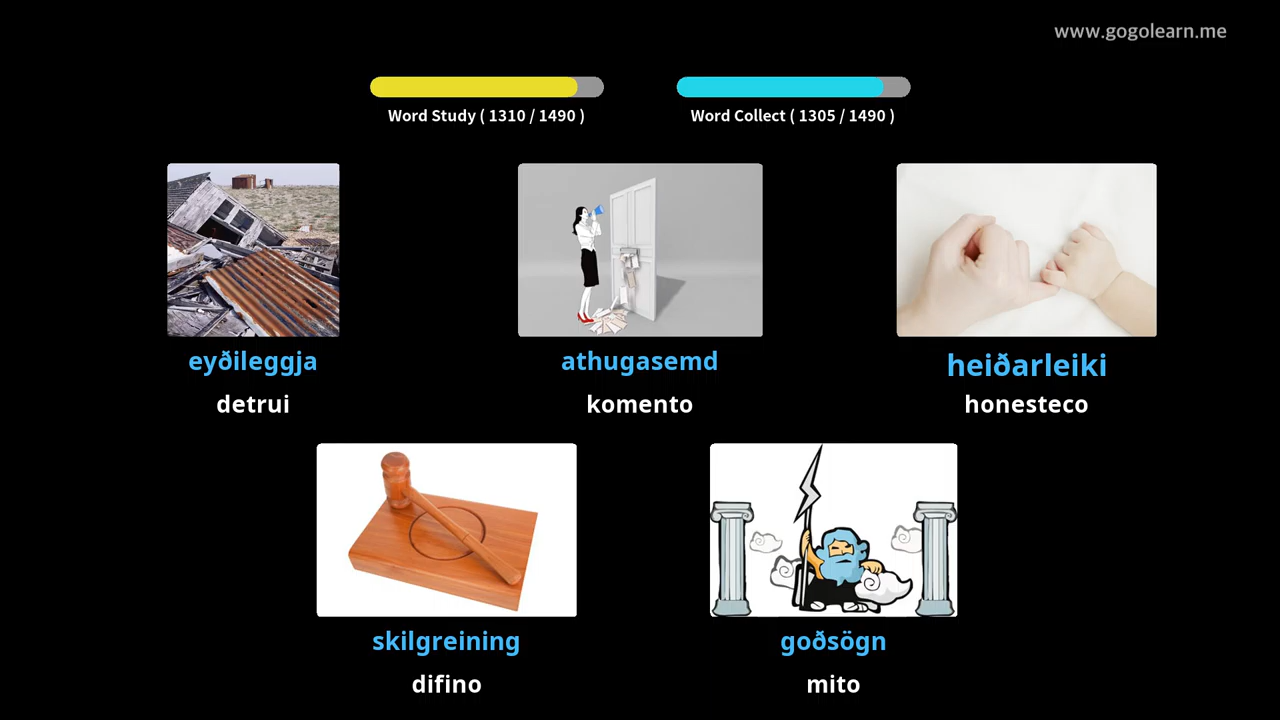 www.gogolearn.me
Word Study ( 1310 / 1490 )
Word Collect ( 1305 / 1490 )
eyðileggja
detrui
athugasemd
komento
heiðarleiki
honesteco
skilgreining
difino
goðsögn
mito